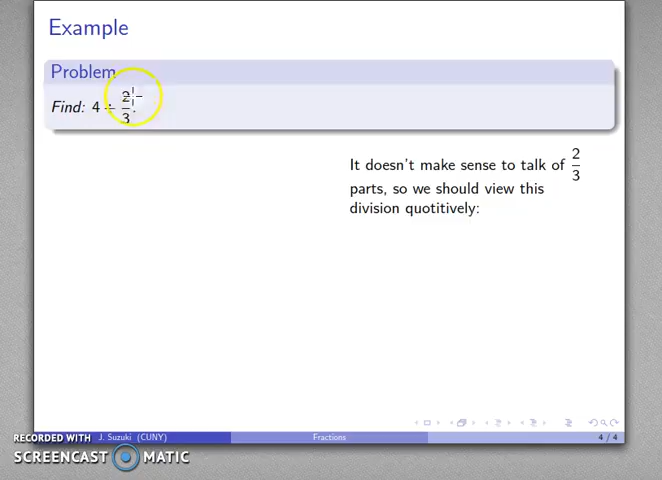 Example
Problem
Find: 4 ÷ 2/3.
It doesn't make sense to talk of 2/3
parts, so we should view this
division quotitively:
J. Suzuki (CUNY)
Fractions
4 / 4
RECORDED WITH
SCREENCAST MATIC